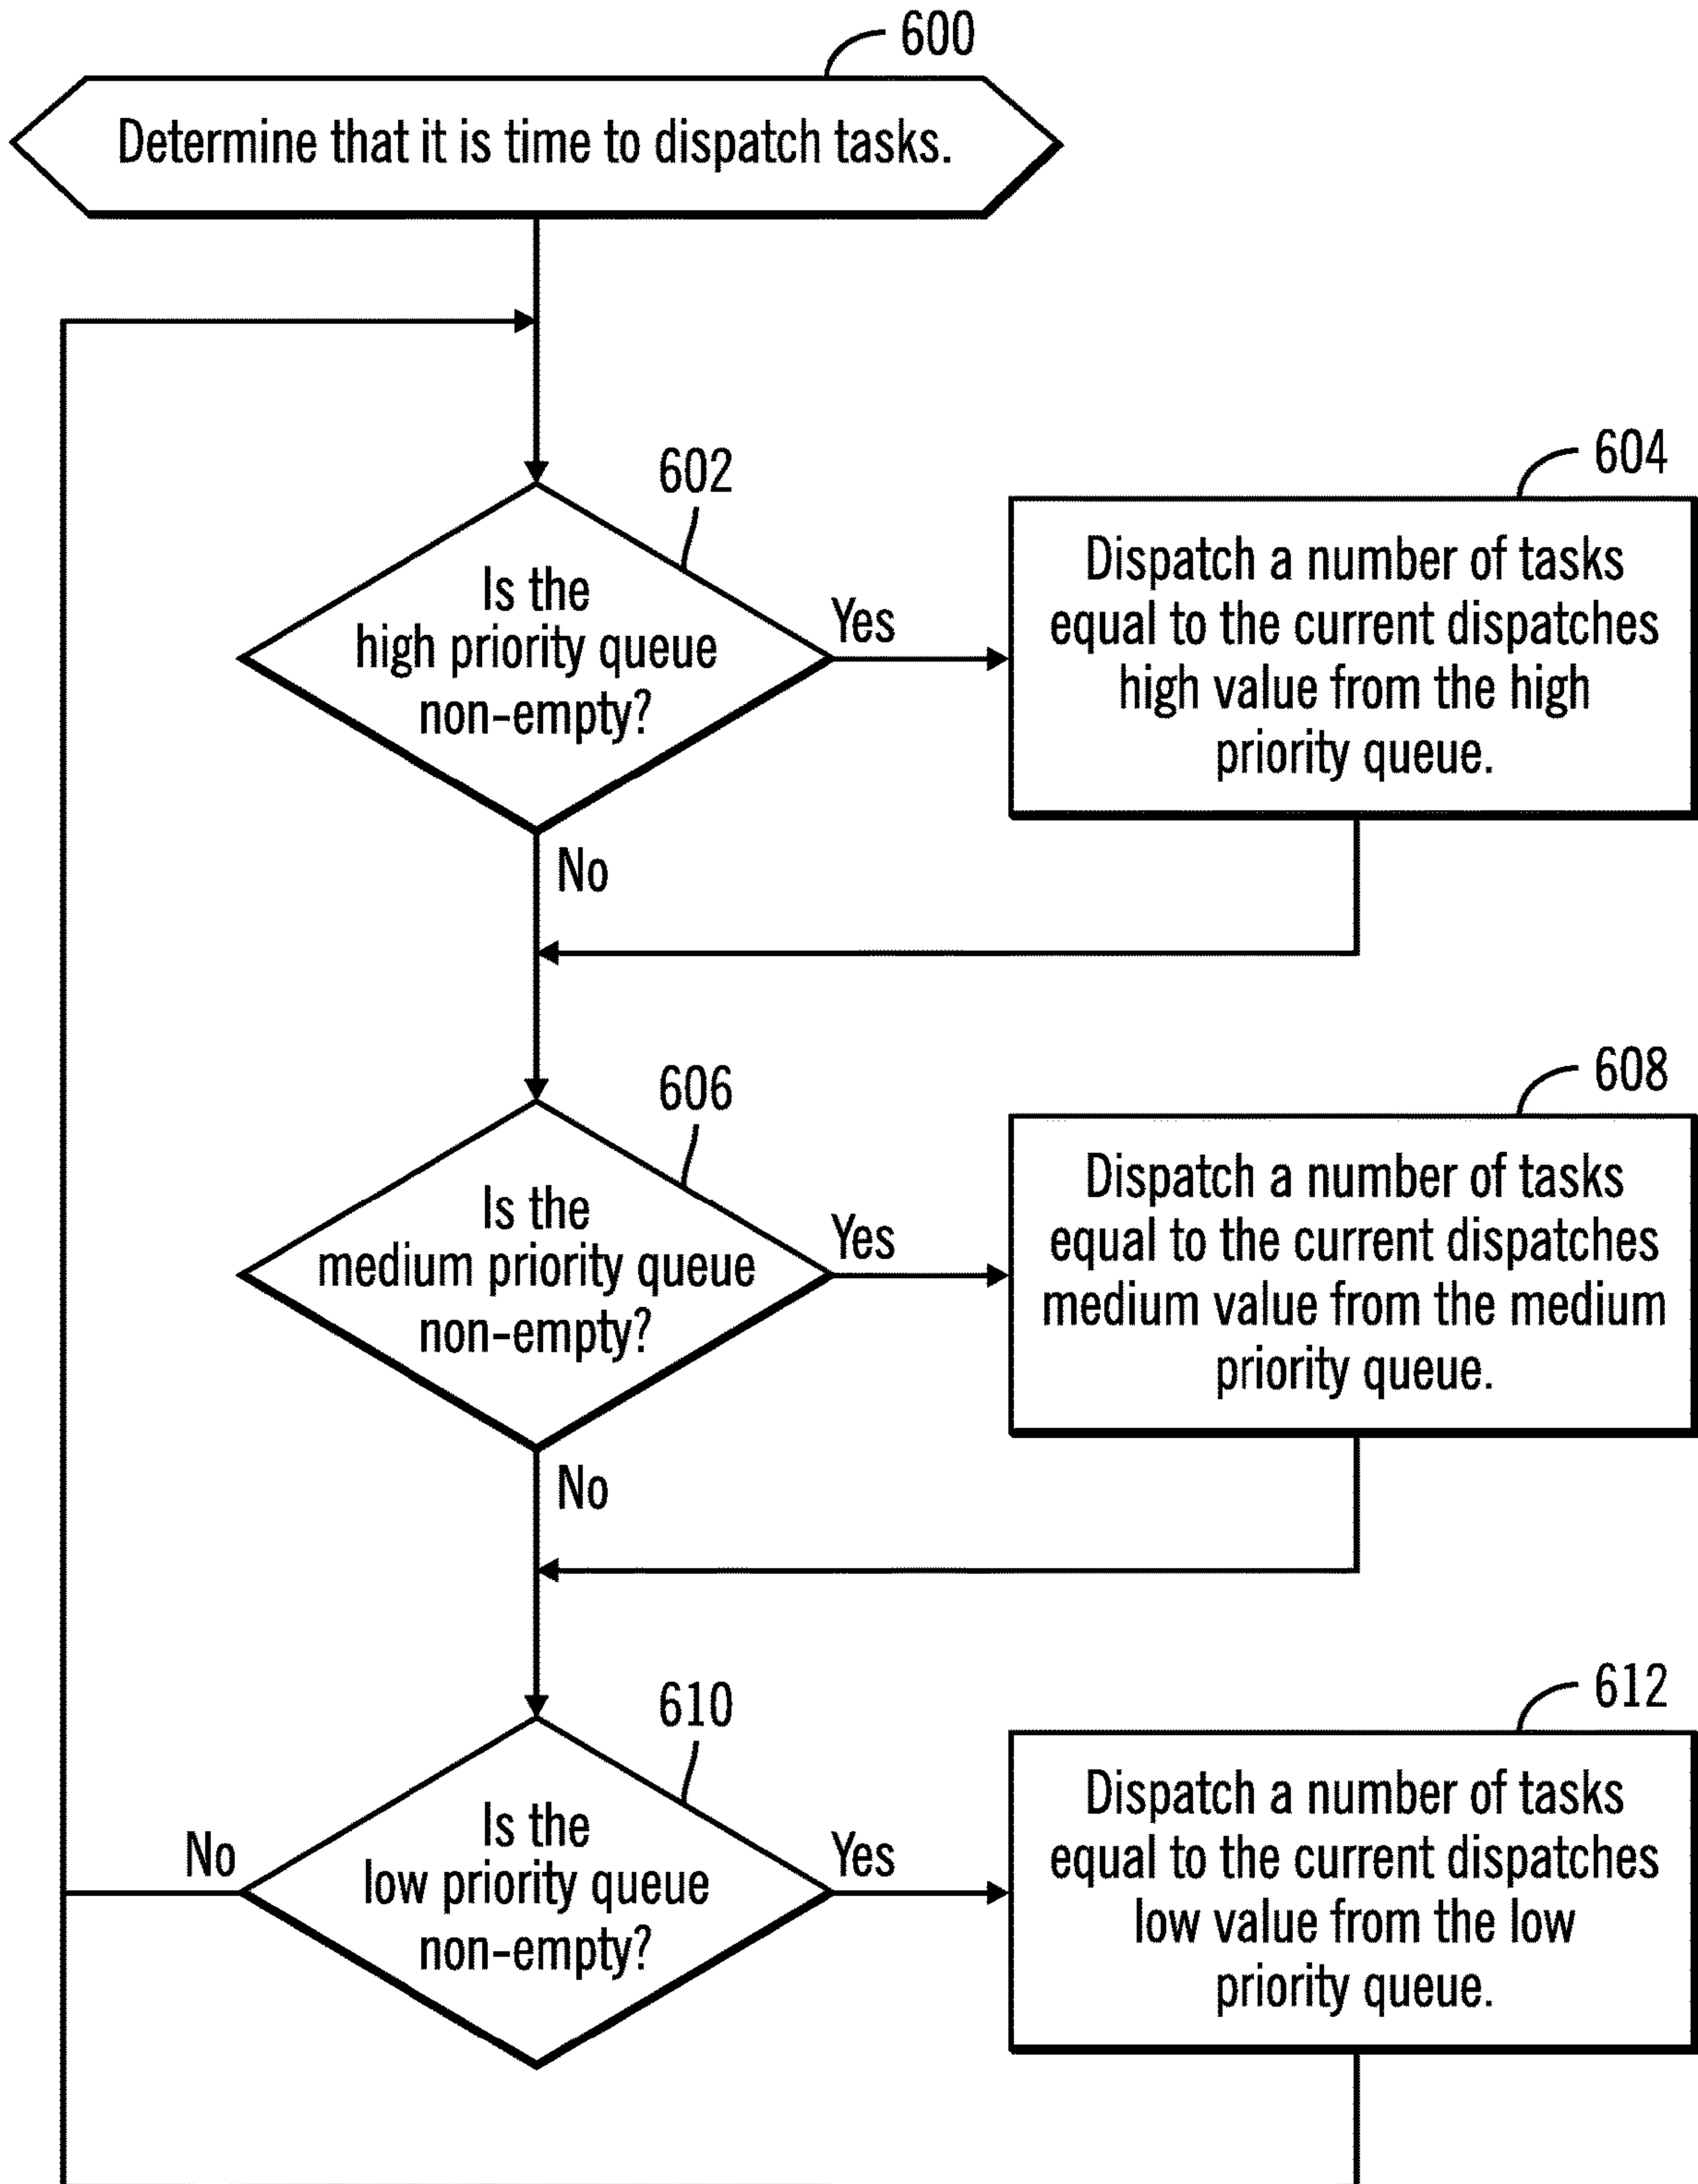 600
Determine that it is time to dispatch tasks.
602
Is the
high priority queue
non-empty?
Yes
No
604
Dispatch a number of tasks
equal to the current dispatches
high value from the high
priority queue.
606
Is the
medium priority queue
non-empty?
Yes
No
608
Dispatch a number of tasks
equal to the current dispatches
medium value from the medium
priority queue.
610
Is the
low priority queue
non-empty?
No
Yes
612
Dispatch a number of tasks
equal to the current dispatches
low value from the low
priority queue.